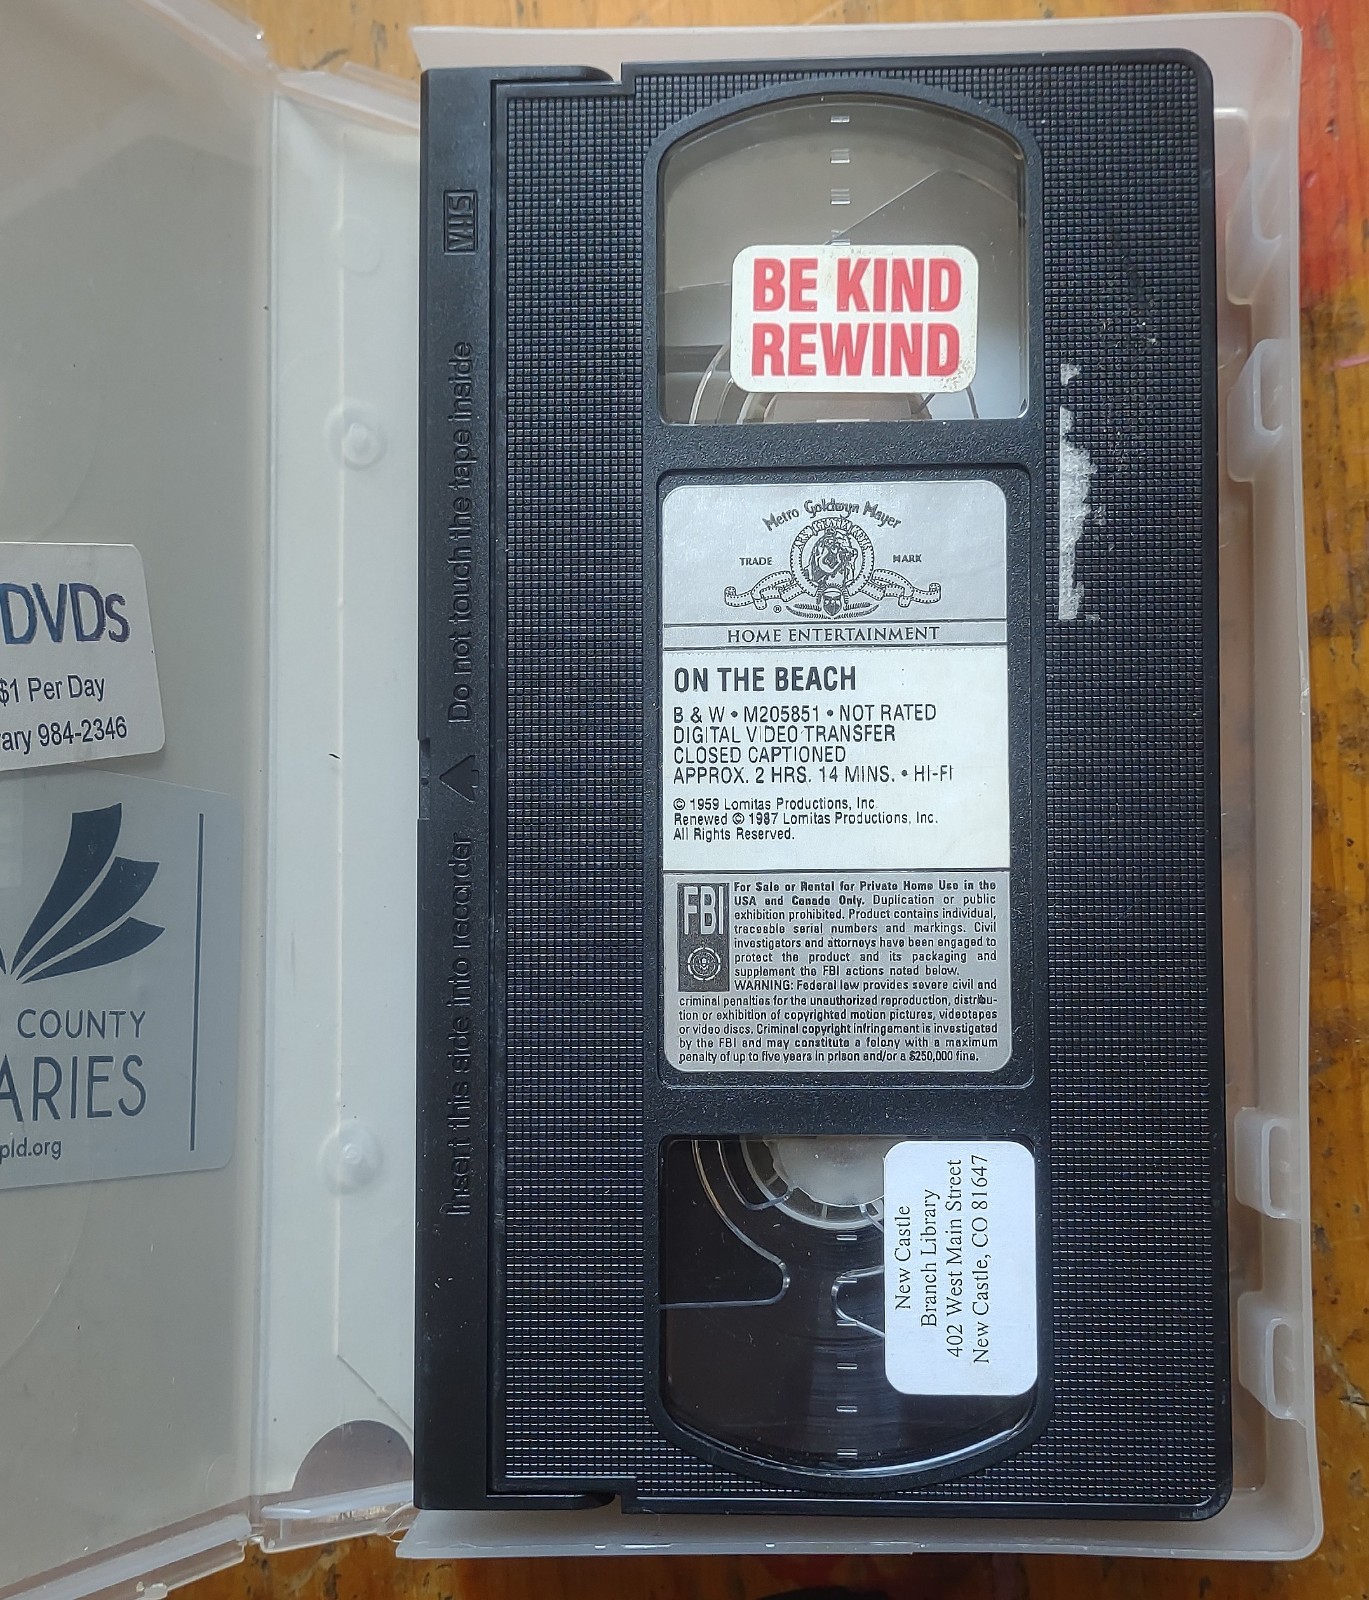 DVDs
$1 Per Day
984-2346
COUNTY
VHS
Do not touch the tape inside
Insert this side into recorder
BE KIND
REWIND
Metro Goldwyn Mayer
TRADE MARK
®
HOME ENTERTAINMENT
ON THE BEACH
B & W • M205851 • NOT RATED
DIGITAL VIDEO TRANSFER
CLOSED CAPTIONED
APPROX. 2 HRS. 14 MINS. • HI-FI
© 1959 Lomitas Productions, Inc.
Renewed © 1987 Lomitas Productions, Inc.
All Rights Reserved.
FBI
For Sale or Rental for Private Home Use in the
USA and Canada Only. Duplication or public
exhibition prohibited. Product contains individual,
traceable serial numbers and markings. Civil
investigators and attorneys have been engaged to
protect the product and its packaging and
supplement the FBI actions noted below.
WARNING: Federal law provides severe civil and
criminal penalties for the unauthorized reproduction, distribu-
tion or exhibition of copyrighted motion pictures, videotapes
or video discs. Criminal copyright infringement is investigated
by the FBI and may constitute a felony with a maximum
penalty of up to five years in prison and/or a $250,000 fine.
New Castle
Branch Library
402 West Main Street
New Castle, CO 81647